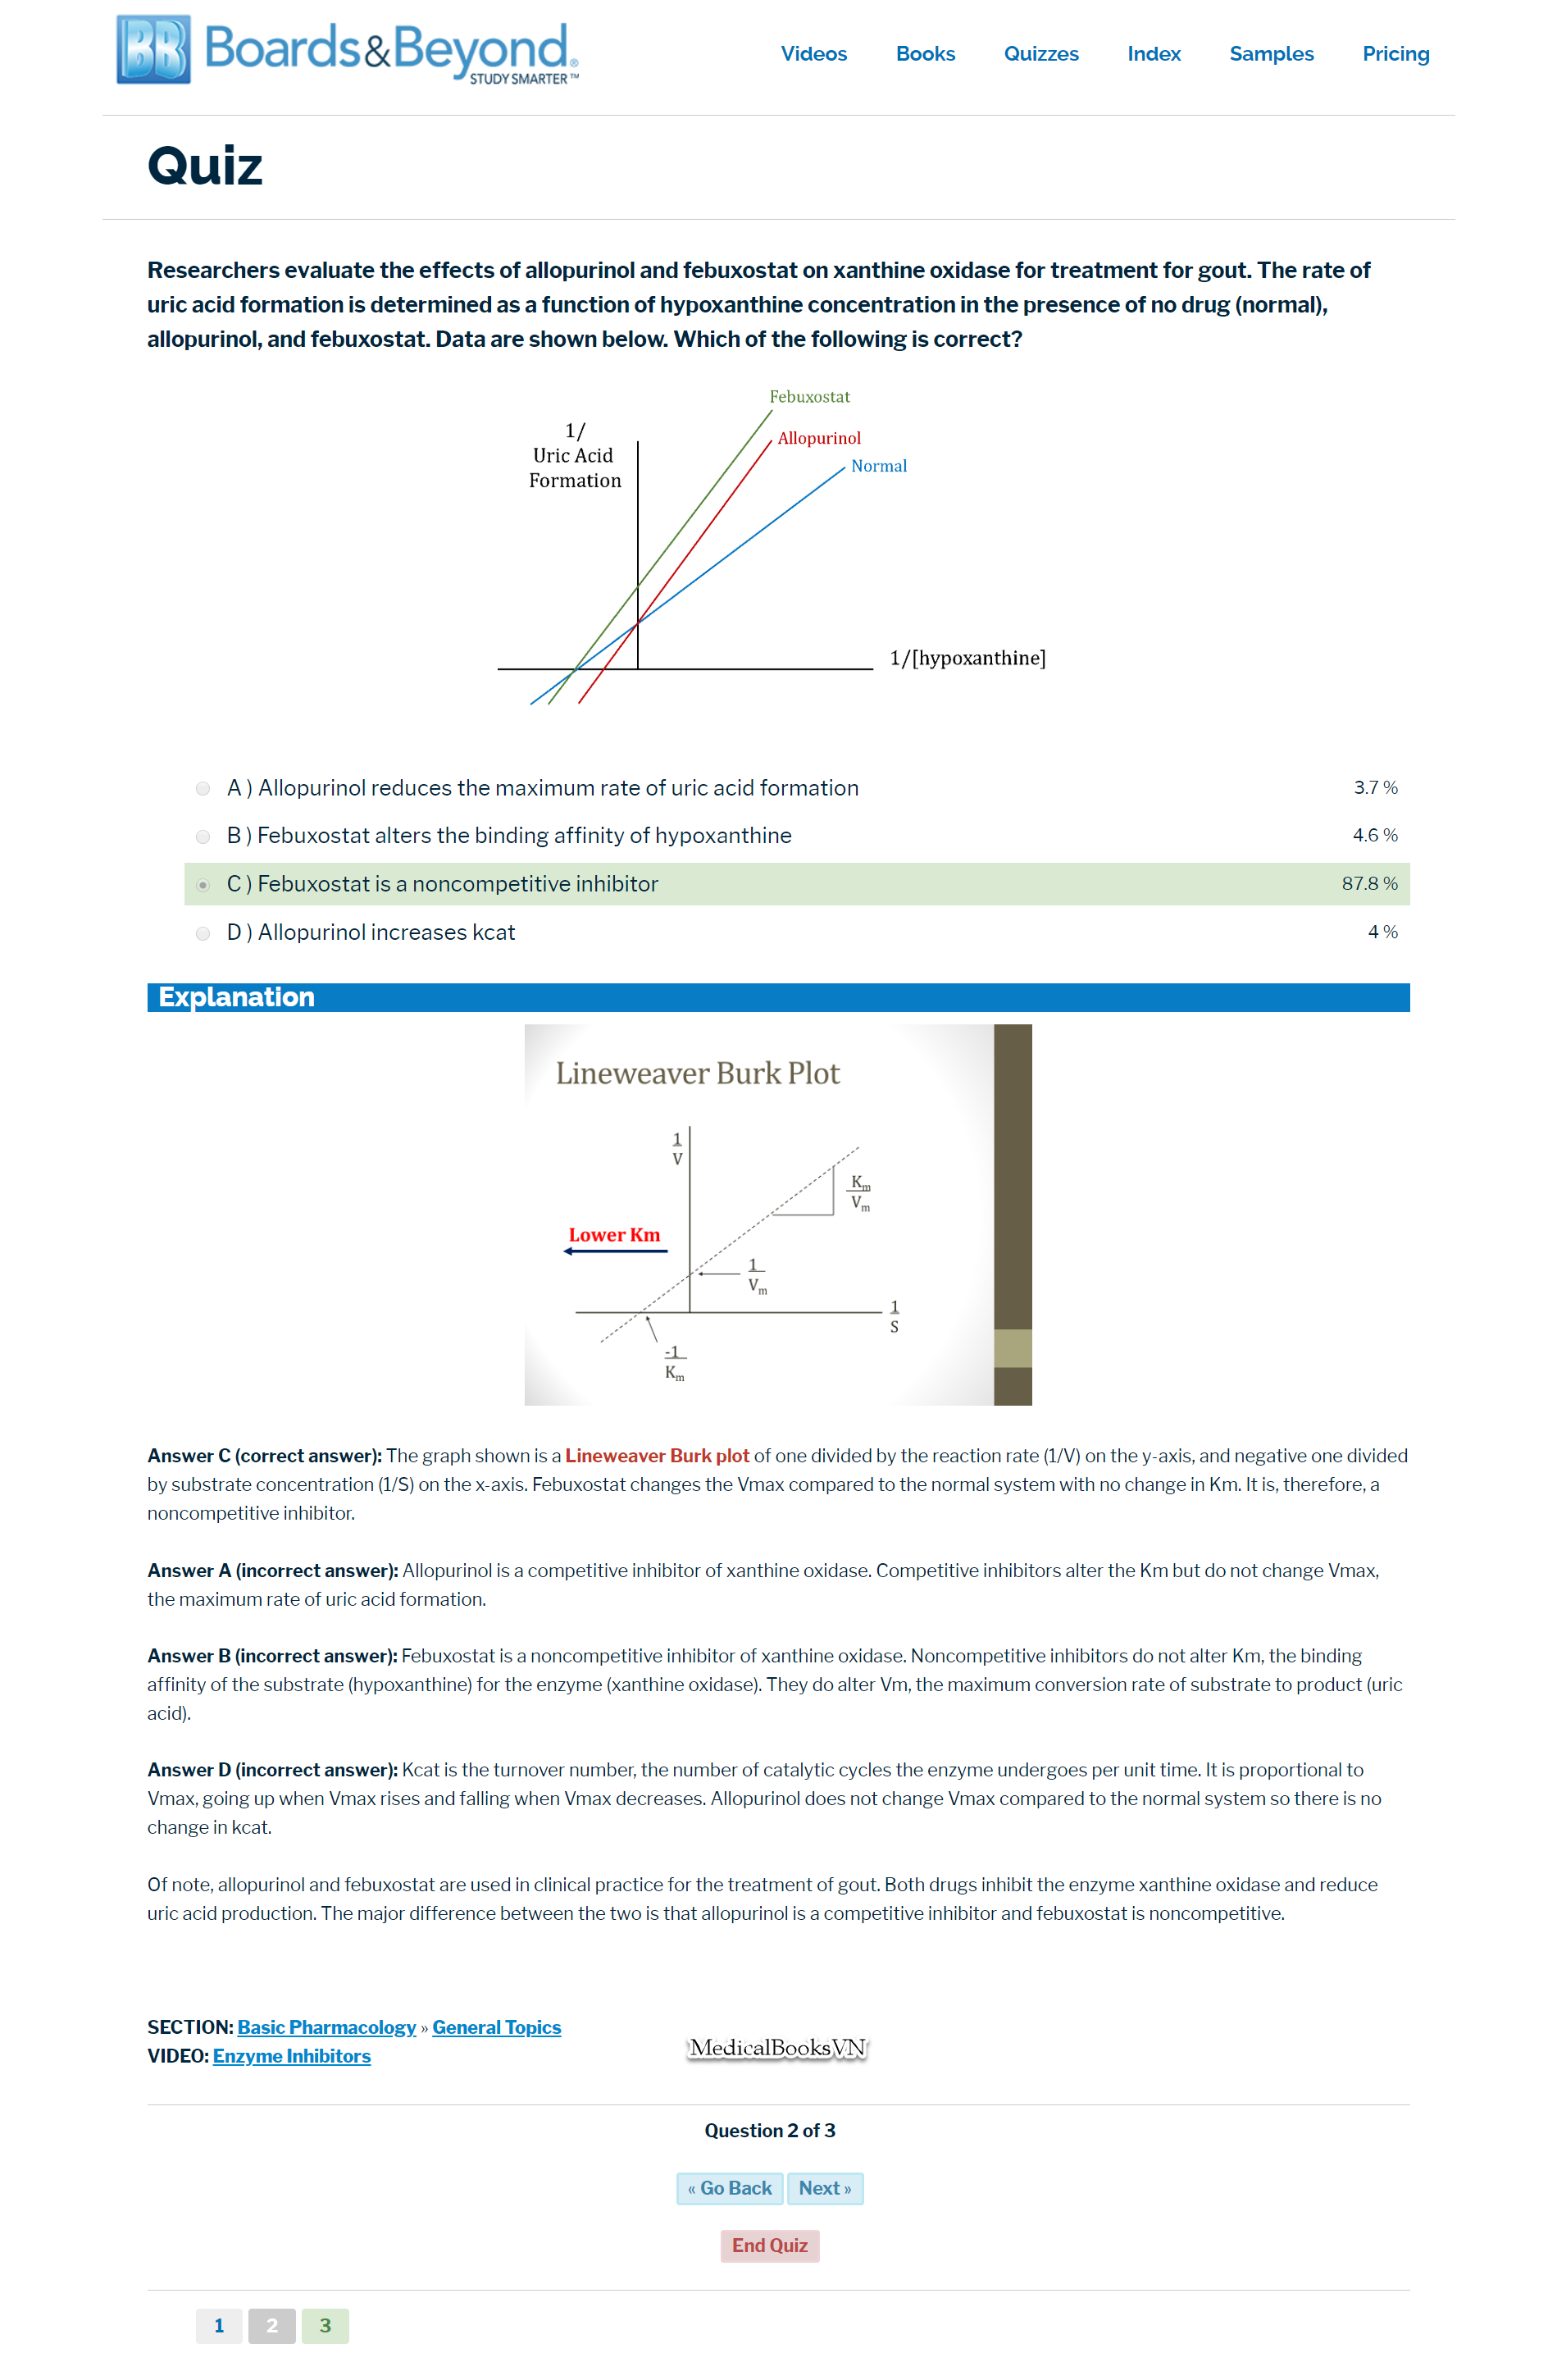 BB Boards&Beyond®
STUDY SMARTER™
Videos Books Quizzes Index Samples Pricing
Quiz
Researchers evaluate the effects of allopurinol and febuxostat on xanthine oxidase for treatment for gout. The rate of
uric acid formation is determined as a function of hypoxanthine concentration in the presence of no drug (normal),
allopurinol, and febuxostat. Data are shown below. Which of the following is correct?
Febuxostat
1/
Uric Acid
Formation
Allopurinol
Normal
1/[hypoxanthine]
A ) Allopurinol reduces the maximum rate of uric acid formation 3.7 %
B ) Febuxostat alters the binding affinity of hypoxanthine 4.6 %
C ) Febuxostat is a noncompetitive inhibitor 87.8 %
D ) Allopurinol increases kcat 4 %
Explanation
Lineweaver Burk Plot
1
V
Km
Vm
Lower Km
1
Vm
1
S
-1
Km
Answer C (correct answer): The graph shown is a Lineweaver Burk plot of one divided by the reaction rate (1/V) on the y-axis, and negative one divided
by substrate concentration (1/S) on the x-axis. Febuxostat changes the Vmax compared to the normal system with no change in Km. It is, therefore, a
noncompetitive inhibitor.
Answer A (incorrect answer): Allopurinol is a competitive inhibitor of xanthine oxidase. Competitive inhibitors alter the Km but do not change Vmax,
the maximum rate of uric acid formation.
Answer B (incorrect answer): Febuxostat is a noncompetitive inhibitor of xanthine oxidase. Noncompetitive inhibitors do not alter Km, the binding
affinity of the substrate (hypoxanthine) for the enzyme (xanthine oxidase). They do alter Vm, the maximum conversion rate of substrate to product (uric
acid).
Answer D (incorrect answer): Kcat is the turnover number, the number of catalytic cycles the enzyme undergoes per unit time. It is proportional to
Vmax, going up when Vmax rises and falling when Vmax decreases. Allopurinol does not change Vmax compared to the normal system so there is no
change in kcat.
Of note, allopurinol and febuxostat are used in clinical practice for the treatment of gout. Both drugs inhibit the enzyme xanthine oxidase and reduce
uric acid production. The major difference between the two is that allopurinol is a competitive inhibitor and febuxostat is noncompetitive.
SECTION: Basic Pharmacology » General Topics
VIDEO: Enzyme Inhibitors
MedicalBooksVN
Question 2 of 3
« Go Back Next »
End Quiz
1 2 3